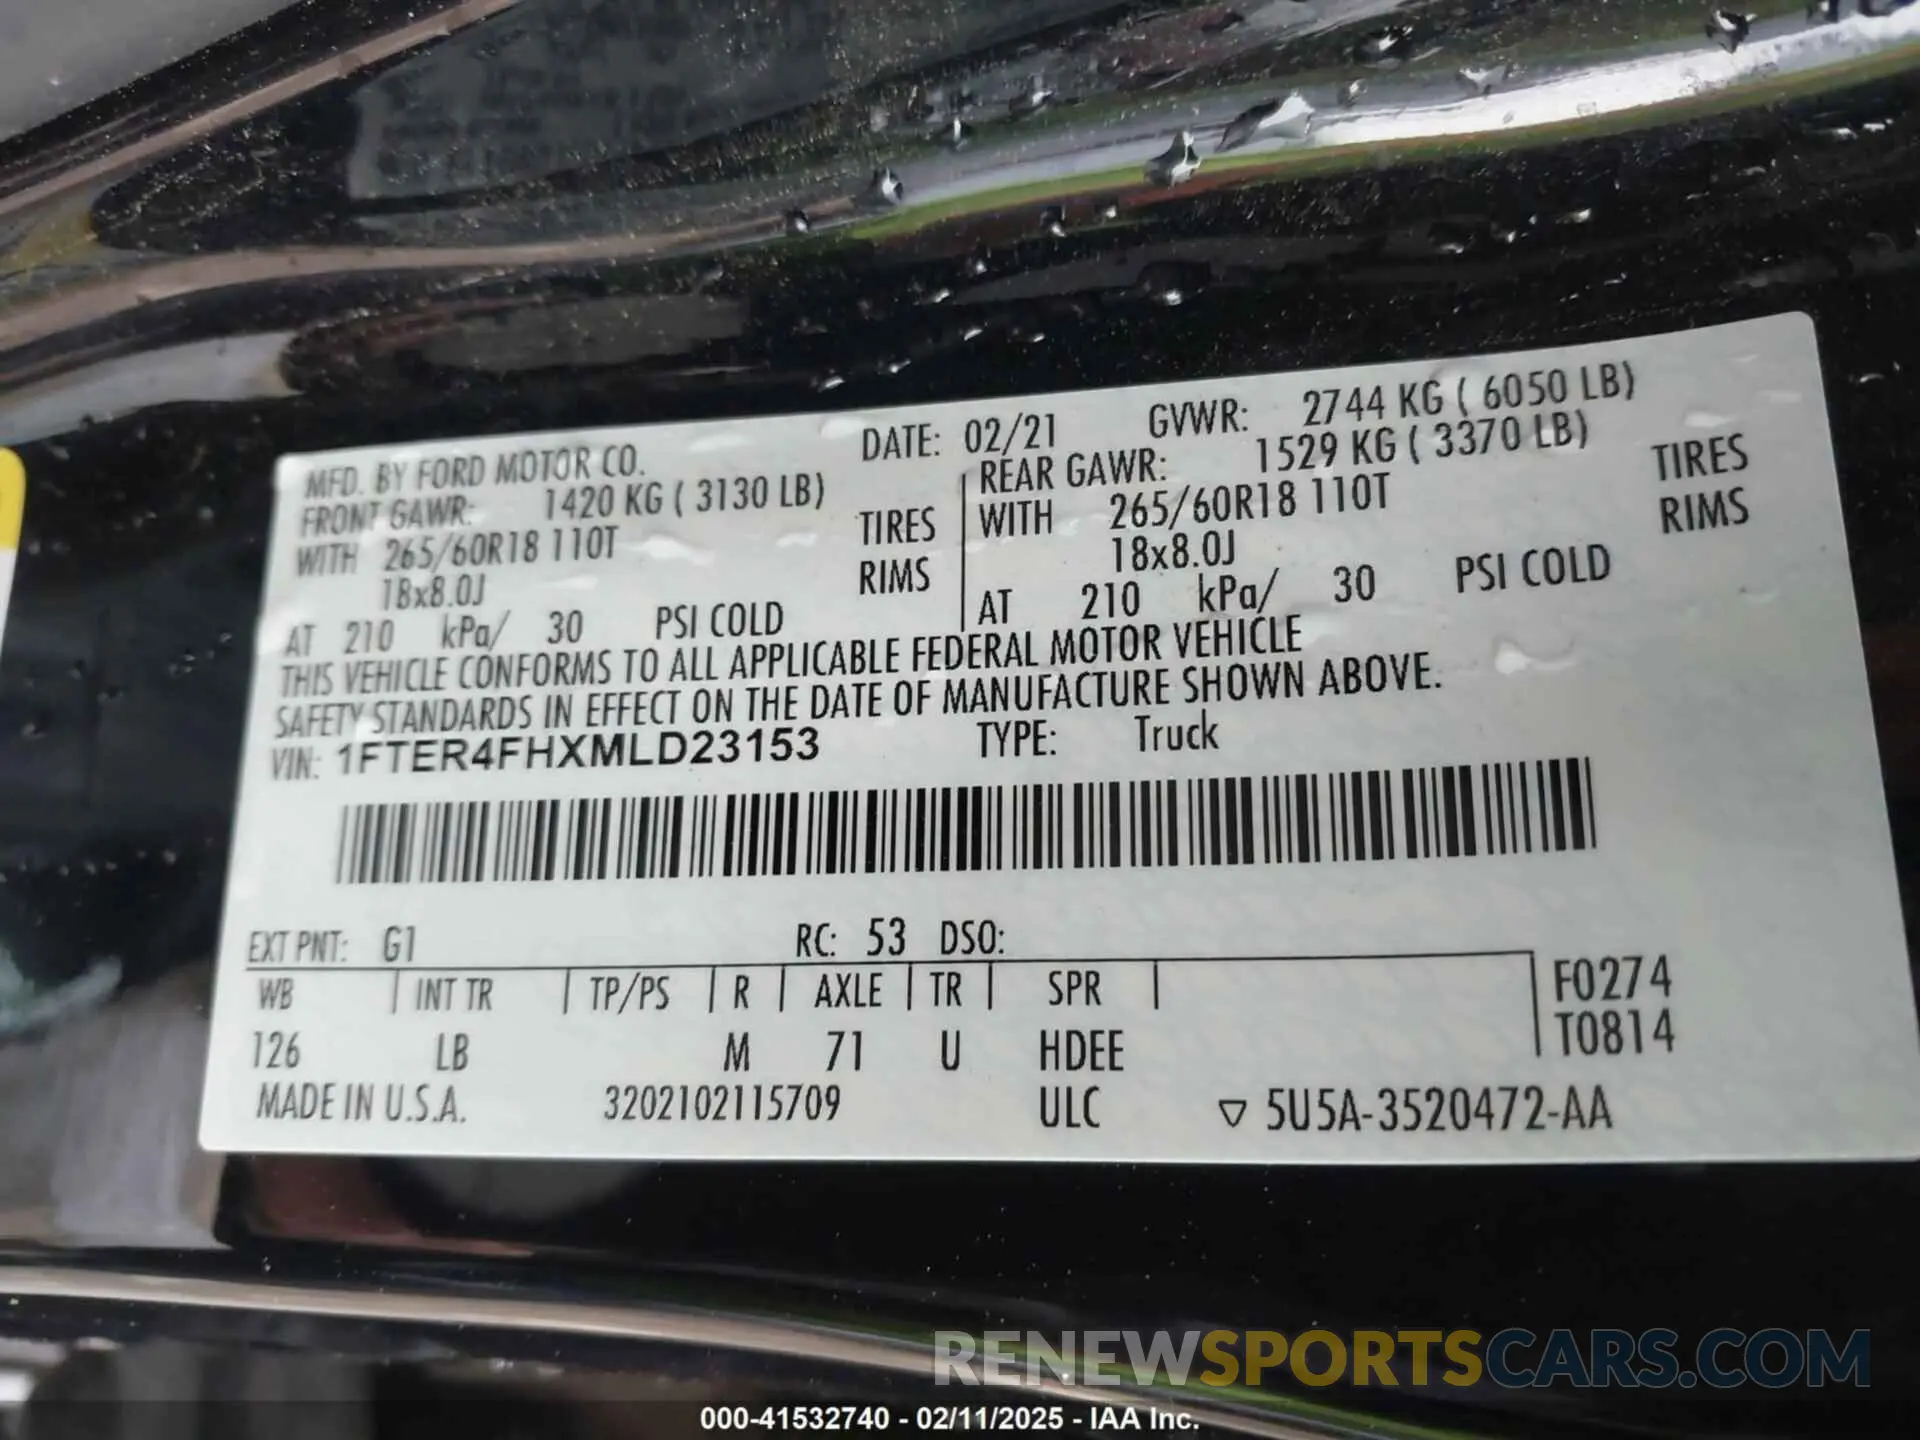 MFD. BY FORD MOTOR CO. DATE: 02/21 GVWR: 2744 KG ( 6050 LB)
FRONT GAWR: 1420 KG ( 3130 LB) REAR GAWR: 1529 KG ( 3370 LB)
WITH 265/60R18 110T TIRES WITH 265/60R18 110T TIRES
18x8.0J RIMS 18x8.0J RIMS
AT 210 kPa/ 30 PSI COLD AT 210 kPa/ 30 PSI COLD
THIS VEHICLE CONFORMS TO ALL APPLICABLE FEDERAL MOTOR VEHICLE
SAFETY STANDARDS IN EFFECT ON THE DATE OF MANUFACTURE SHOWN ABOVE.
VIN: 1FTER4FHXMLD23153 TYPE: Truck
EXT PNT: G1 RC: 53 DSO:
WB INT TR TP/PS R AXLE TR SPR F0274
126 LB M 71 U HDEE T0814
MADE IN U.S.A. 3202102115709 ULC ▽ 5U5A-3520472-AA
RENEWSPORTSCARS.COM
000-41532740 - 02/11/2025 - IAA Inc.